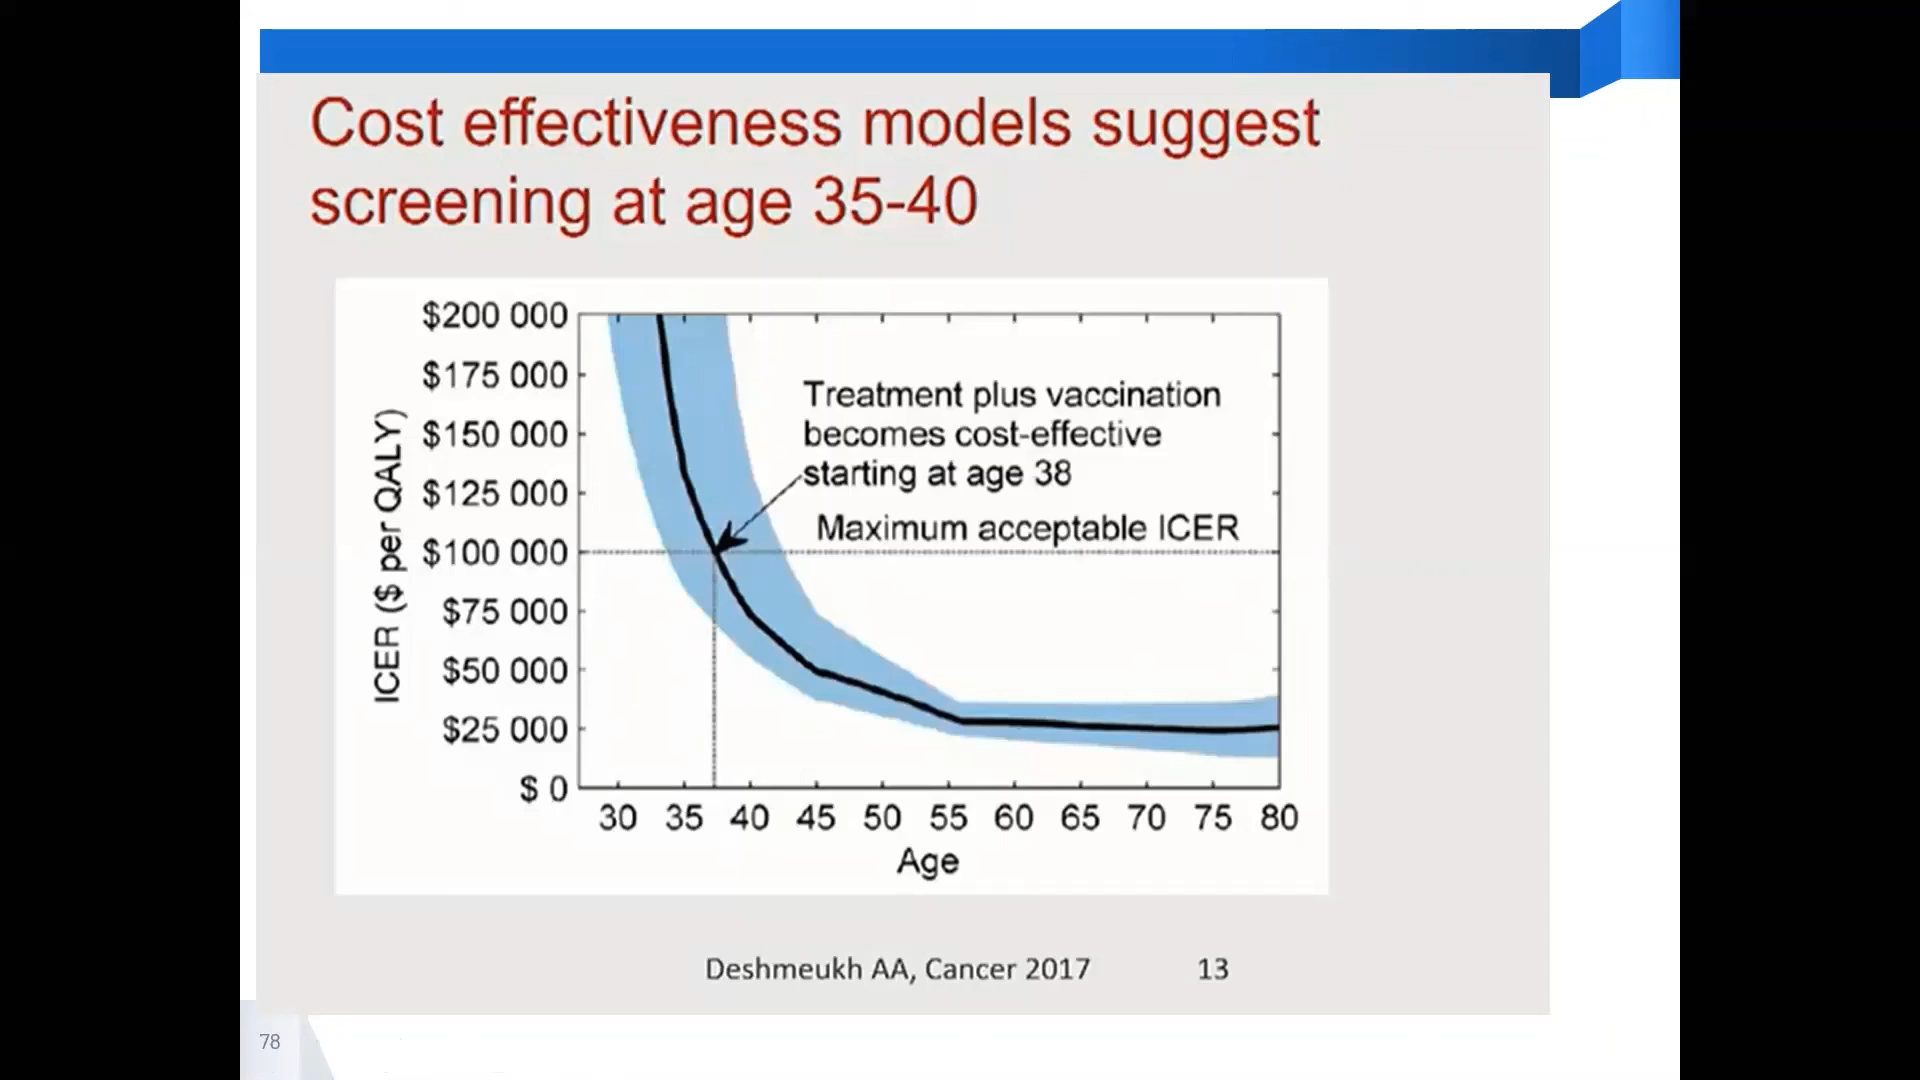 Cost effectiveness models suggest
screening at age 35-40
$200 000
$175 000
$150 000
$125 000
$100 000
$75 000
$50 000
$25 000
$ 0
ICER ($ per QALY)
Treatment plus vaccination
becomes cost-effective
starting at age 38
Maximum acceptable ICER
30 35 40 45 50 55 60 65 70 75 80
Age
Deshmeukh AA, Cancer 2017 13
78